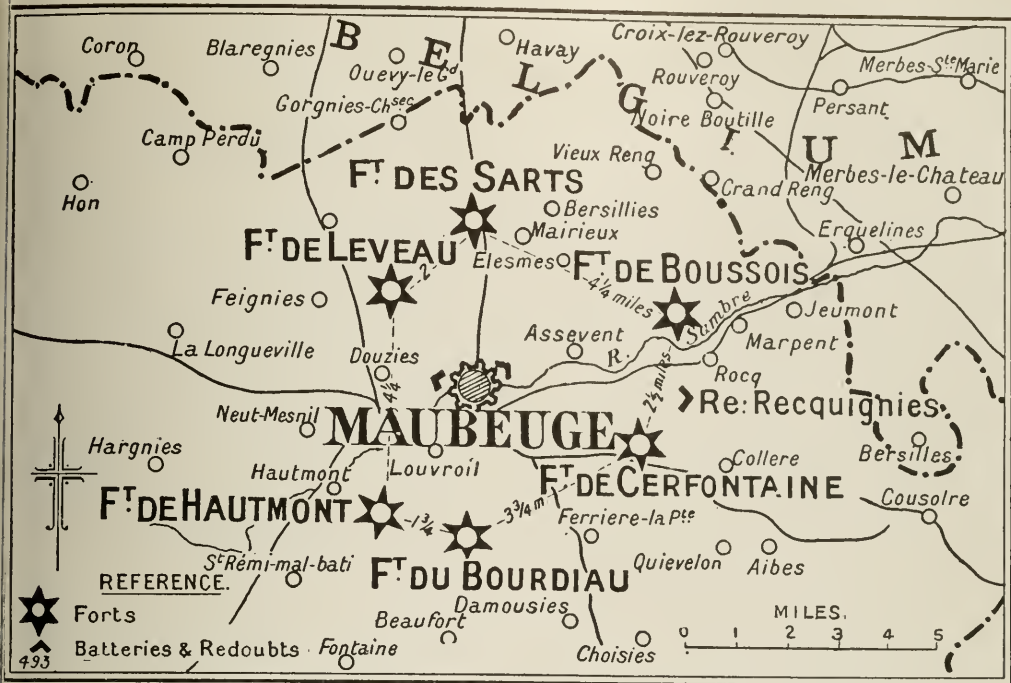 BELGIUM
Coron
Blaregnies
Quevy-le Gd
Havay
Croix-lez-Rouveroy
Rouveroy
Merbes-Ste Marie
Persant
Gorgnies-Chsec
Noire Boutille
Camp Perdu
Hon
Vieux Reng
Grand Reng
Merbes-le-Chateau
FT DES SARTS
Bersillies
Mairieux
Erquelines
FT DE LEVEAU
2
Elesmes
FT DE BOUSSOIS
4¼ miles
Feignies
Jeumont
La Longueville
Douzies
Assevent
R. Sambre
Marpent
Rocq
4¼
2½ miles
Re: Recquignies
Neut-Mesnil
MAUBEUGE
Hargnies
Hautmont
Louvroil
Collere
Bersilles
FT DE CERFONTAINE
Cousolre
FT DE HAUTMONT
1¾
3¾ m
Ferriere-la Pte
St Rémi-mal-bati
FT DU BOURDIAU
Quievelon
Aibes
REFERENCE.
Forts
Batteries & Redoubts
Beaufort
Damousies
Fontaine
Choisies
MILES.
0 1 2 3 4 5
493